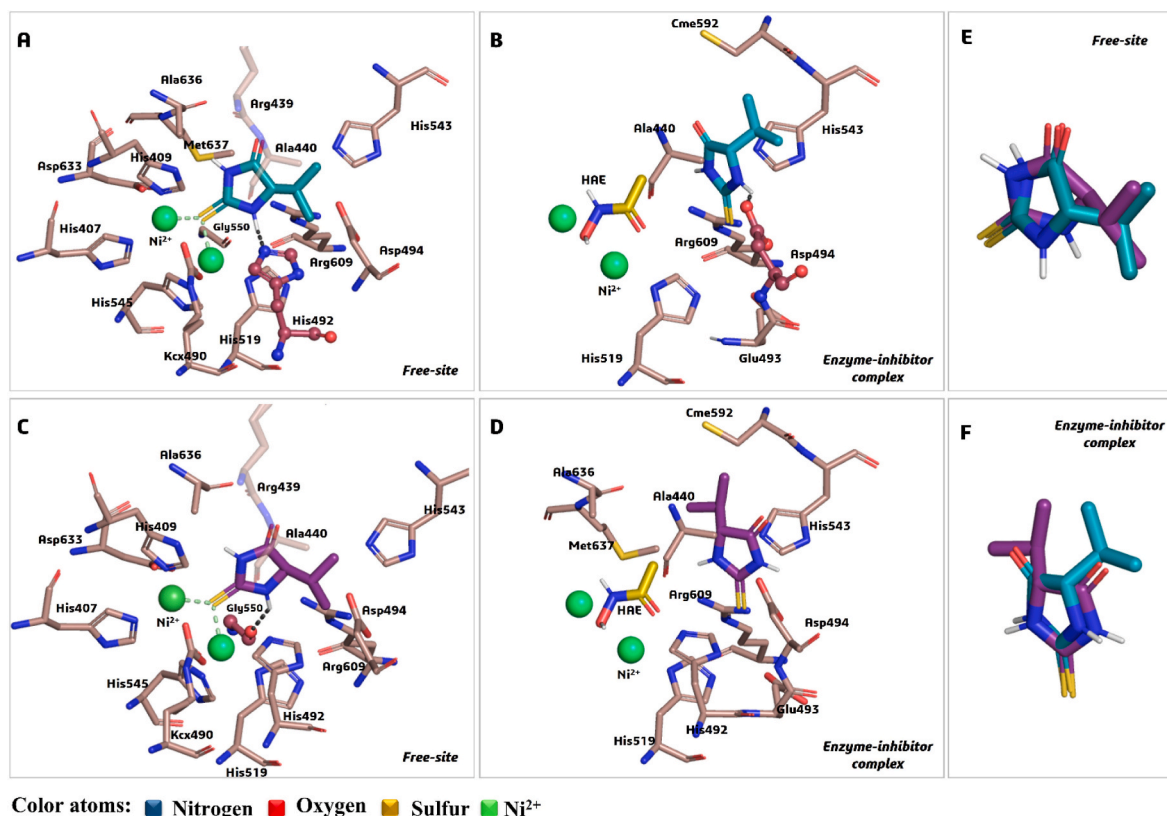 A
Ala636
Arg439
His543
Met637
Ala440
Asp633
His409
His407
Ni2+
Gly550
Asp494
Arg609
His545
His492
Kcx490
His519
Free-site
B
Cme592
Ala440
His543
HAE
Arg609
Asp494
Ni2+
His519
Glu493
Enzyme-inhibitor
complex
E
Free-site
C
Ala636
Arg439
His543
His409
Asp633
Ala440
His407
Ni2+
Gly550
Asp494
Arg609
His545
His492
Kcx490
His519
Free-site
D
Cme592
Ala636
Ala440
His543
Met637
HAE
Arg609
Asp494
Ni2+
Glu493
His492
His519
Enzyme-inhibitor
complex
F
Enzyme-inhibitor
complex
Color atoms: Nitrogen Oxygen Sulfur Ni2+